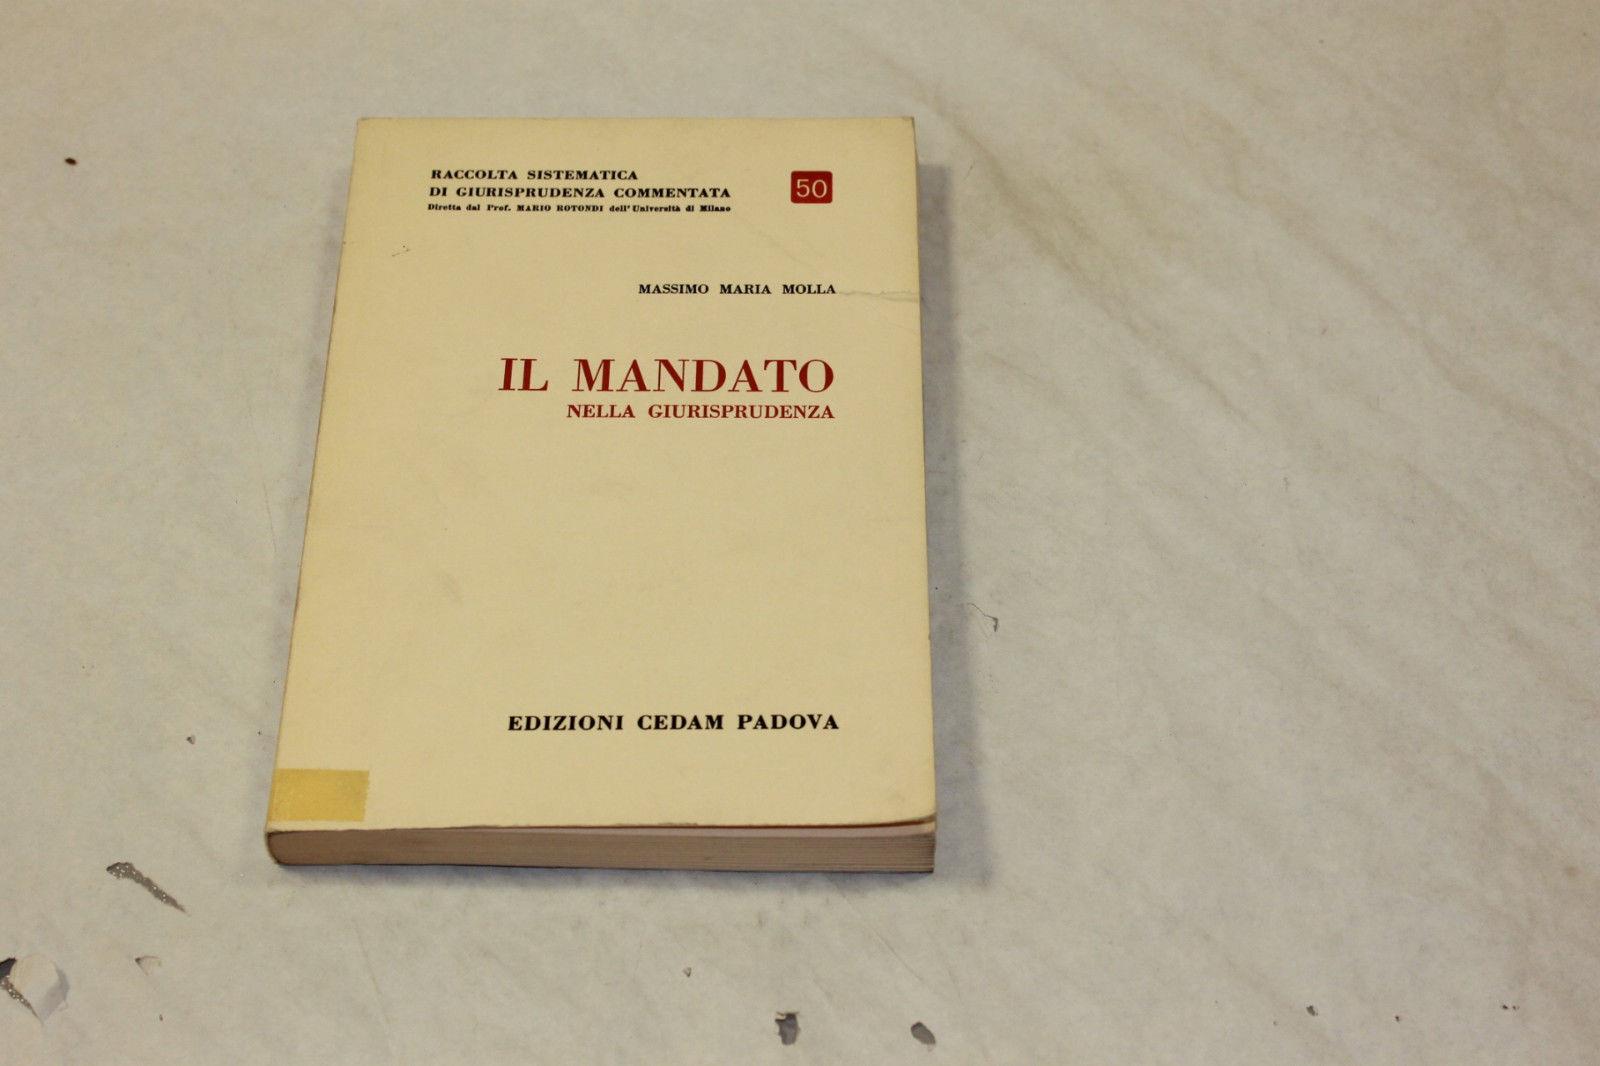 RACCOLTA SISTEMATICA
DI GIURISPRUDENZA COMMENTATA
Diretta dal Prof. MARIO ROTONDI dell'Università di Milano
50
MASSIMO MARIA MOLLA
IL MANDATO
NELLA GIURISPRUDENZA
EDIZIONI CEDAM PADOVA